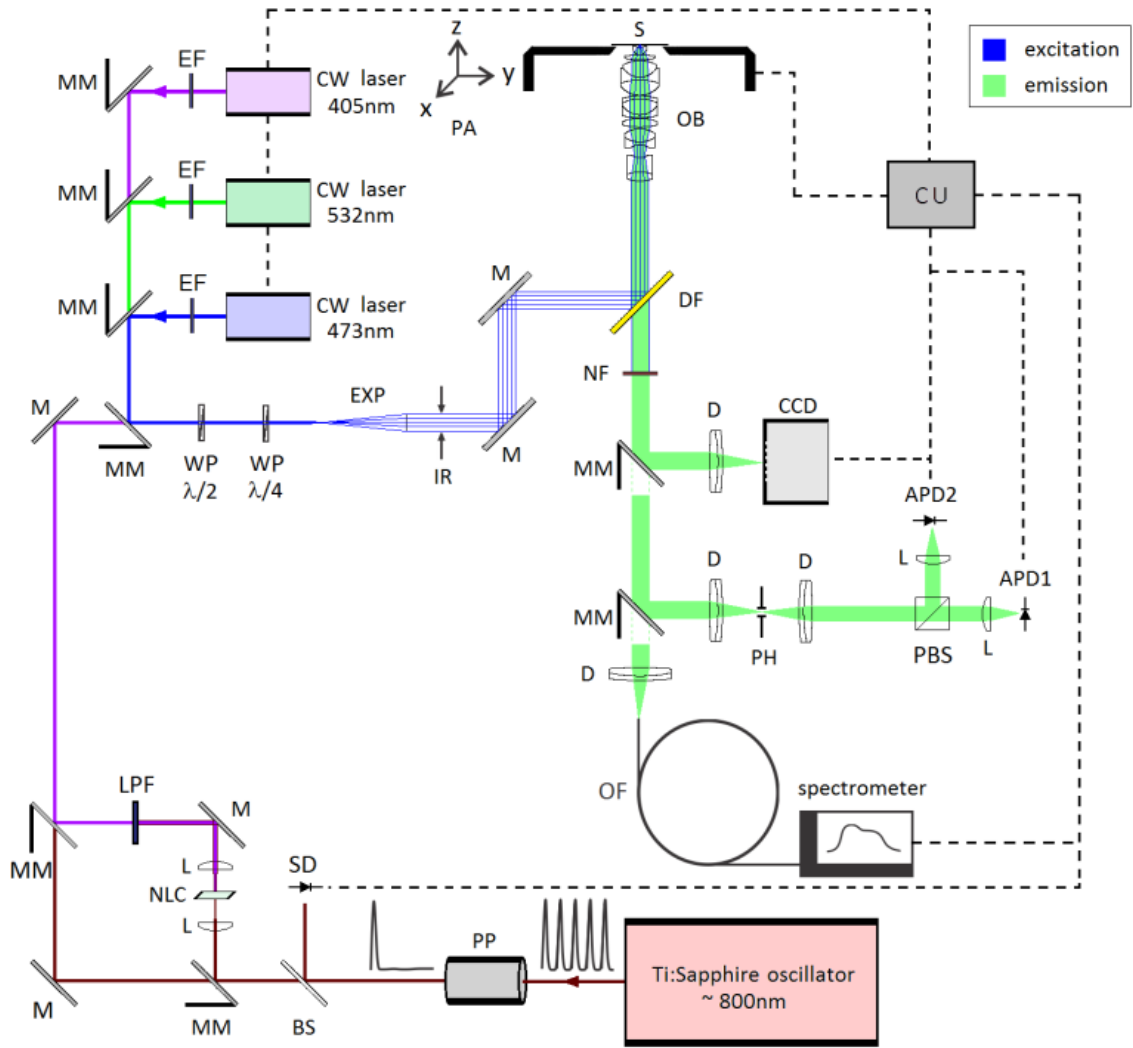 S
z
y
x
PA
excitation
emission
EF
MM
CW laser
405nm
OB
EF
MM
CW laser
532nm
CU
EF
MM
CW laser
473nm
M
DF
NF
EXP
M
MM
WP
λ/2
WP
λ/4
IR
M
D
CCD
MM
APD2
L
D
D
APD1
MM
PH
PBS
L
D
LPF
M
OF
spectrometer
MM
L
NLC
SD
L
PP
Ti:Sapphire oscillator
~ 800nm
M
MM
BS